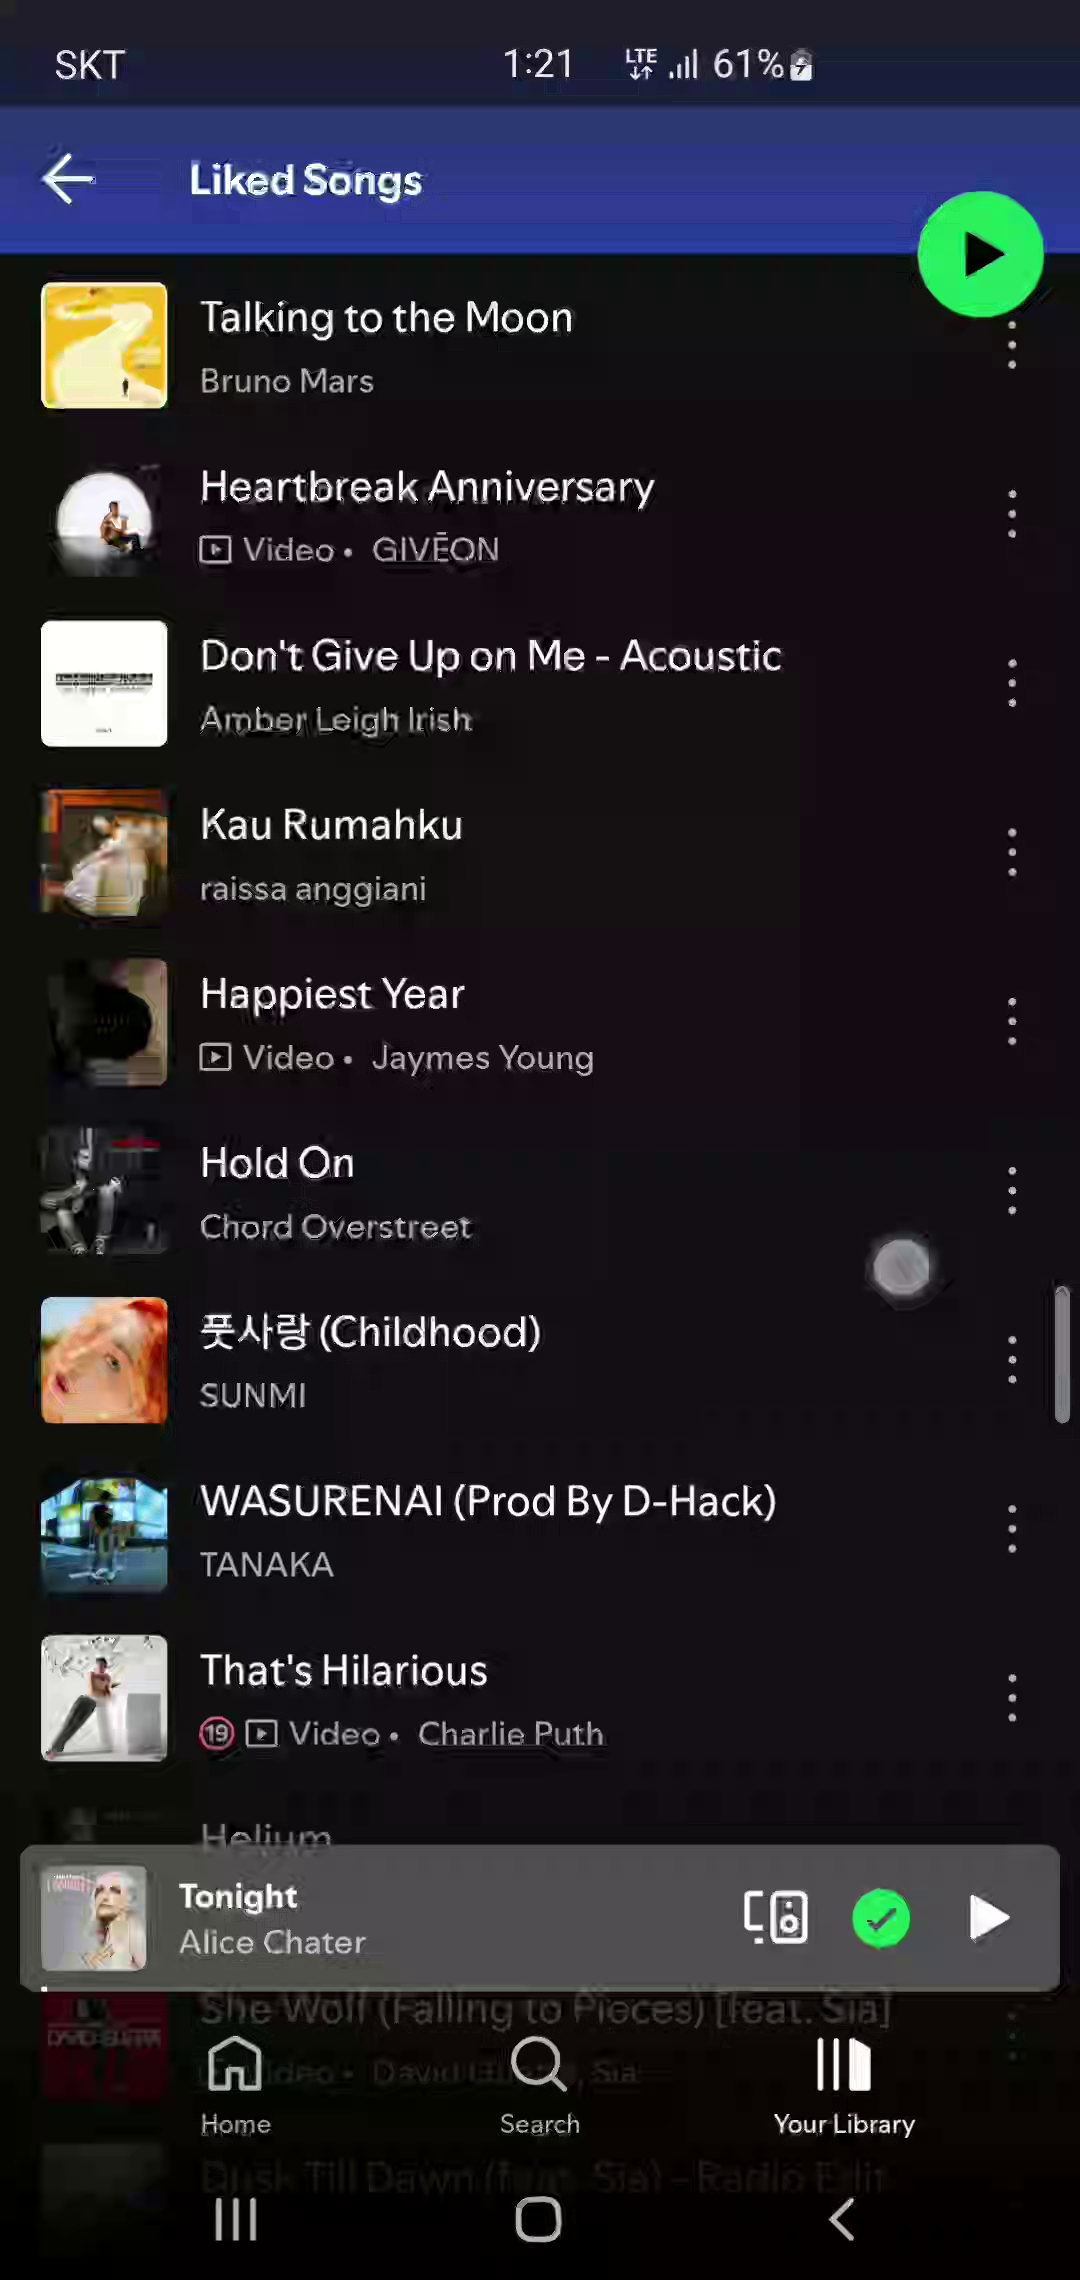 SKT 1:21 LTE 61%
Liked Songs
Talking to the Moon
Bruno Mars
Heartbreak Anniversary
Video • GIVĒON
Don't Give Up on Me - Acoustic
Amber Leigh Irish
Kau Rumahku
raissa anggiani
Happiest Year
Video • Jaymes Young
Hold On
Chord Overstreet
풋사랑 (Childhood)
SUNMI
WASURENAI (Prod By D-Hack)
TANAKA
That's Hilarious
19 Video • Charlie Puth
Helium
Tonight
Alice Chater
She Wolf (Falling to Pieces) [feat. Sia]
Video • David Guetta, Sia
Home Search Your Library
Dusk Till Dawn (feat. Sia) - Radio Edit